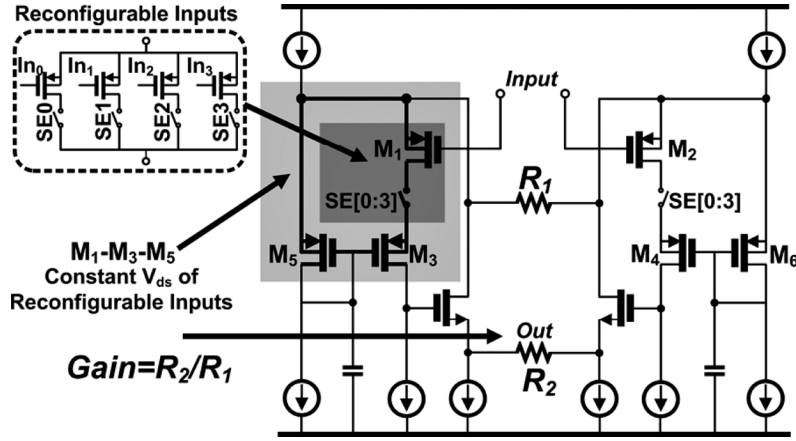 Reconfigurable Inputs
In0 In1 In2 In3
SE0 SE1 SE2 SE3
Input
M1 M2
R1
SE[0:3] SE[0:3]
M1-M3-M5
Constant Vds of
Reconfigurable Inputs
M5 M3 M4 M6
Out
Gain=R2/R1
R2